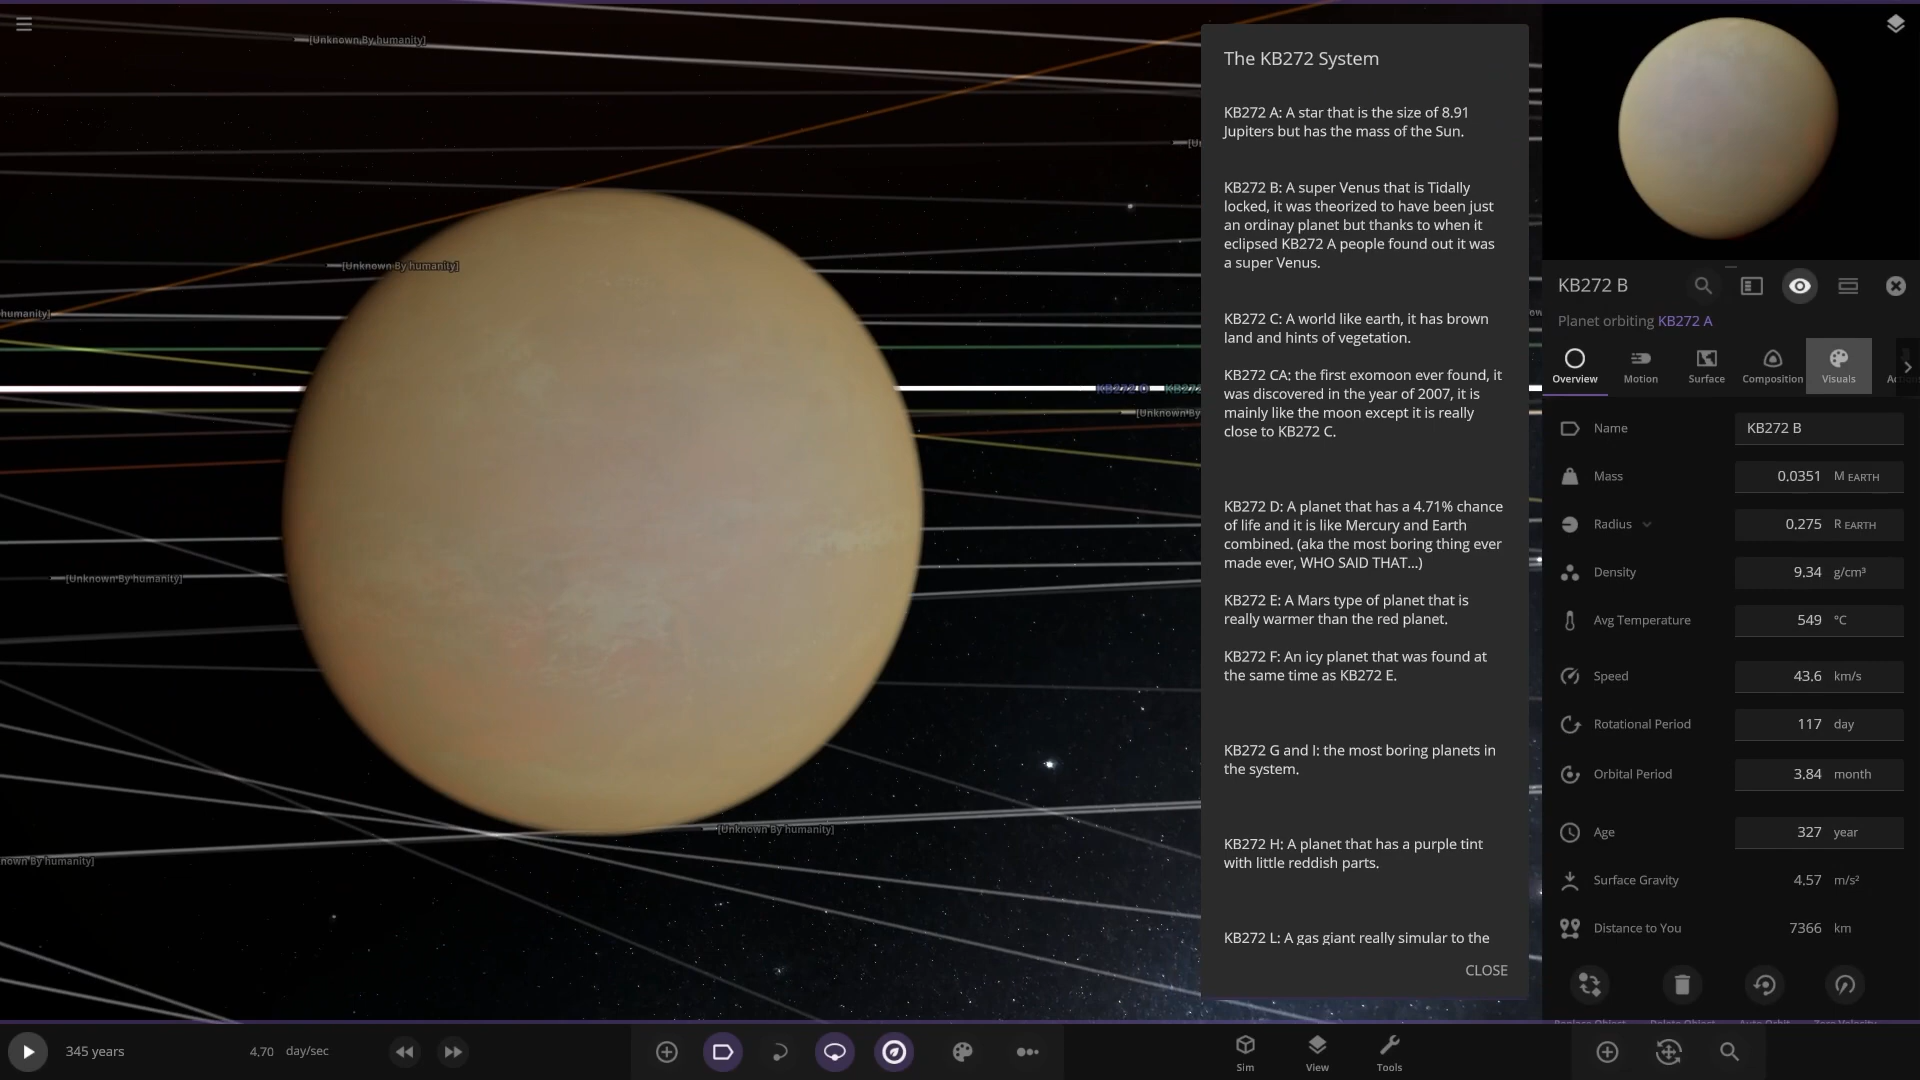 [Unknown By humanity]
[Unknown By humanity]
humanity]
[Unknown By humanity]
[Unknown By humanity]
[Unknown By
KB272
The KB272 System
KB272 A: A star that is the size of 8.91
Jupiters but has the mass of the Sun.
KB272 B: A super Venus that is Tidally
locked, it was theorized to have been just
an ordinay planet but thanks to when it
eclipsed KB272 A people found out it was
a super Venus.
KB272 C: A world like earth, it has brown
land and hints of vegetation.
KB272 CA: the first exomoon ever found, it
was discovered in the year of 2007, it is
mainly like the moon except it is really
close to KB272 C.
KB272 D: A planet that has a 4.71% chance
of life and it is like Mercury and Earth
combined. (aka the most boring thing ever
made ever, WHO SAID THAT...)
KB272 E: A Mars type of planet that is
really warmer than the red planet.
KB272 F: An icy planet that was found at
the same time as KB272 E.
KB272 G and I: the most boring planets in
the system.
KB272 H: A planet that has a purple tint
with little reddish parts.
KB272 L: A gas giant really simular to the
CLOSE
KB272 B
Planet orbiting KB272 A
Overview
Motion
Surface
Composition
Visuals
Name KB272 B
Mass 0.0351 M EARTH
Radius 0.275 R EARTH
Density 9.34 g/cm³
Avg Temperature 549 °C
Speed 43.6 km/s
Rotational Period 117 day
Orbital Period 3.84 month
Age 327 year
Surface Gravity 4.57 m/s²
Distance to You 7366 km
345 years
4.70 day/sec
Sim
View
Tools